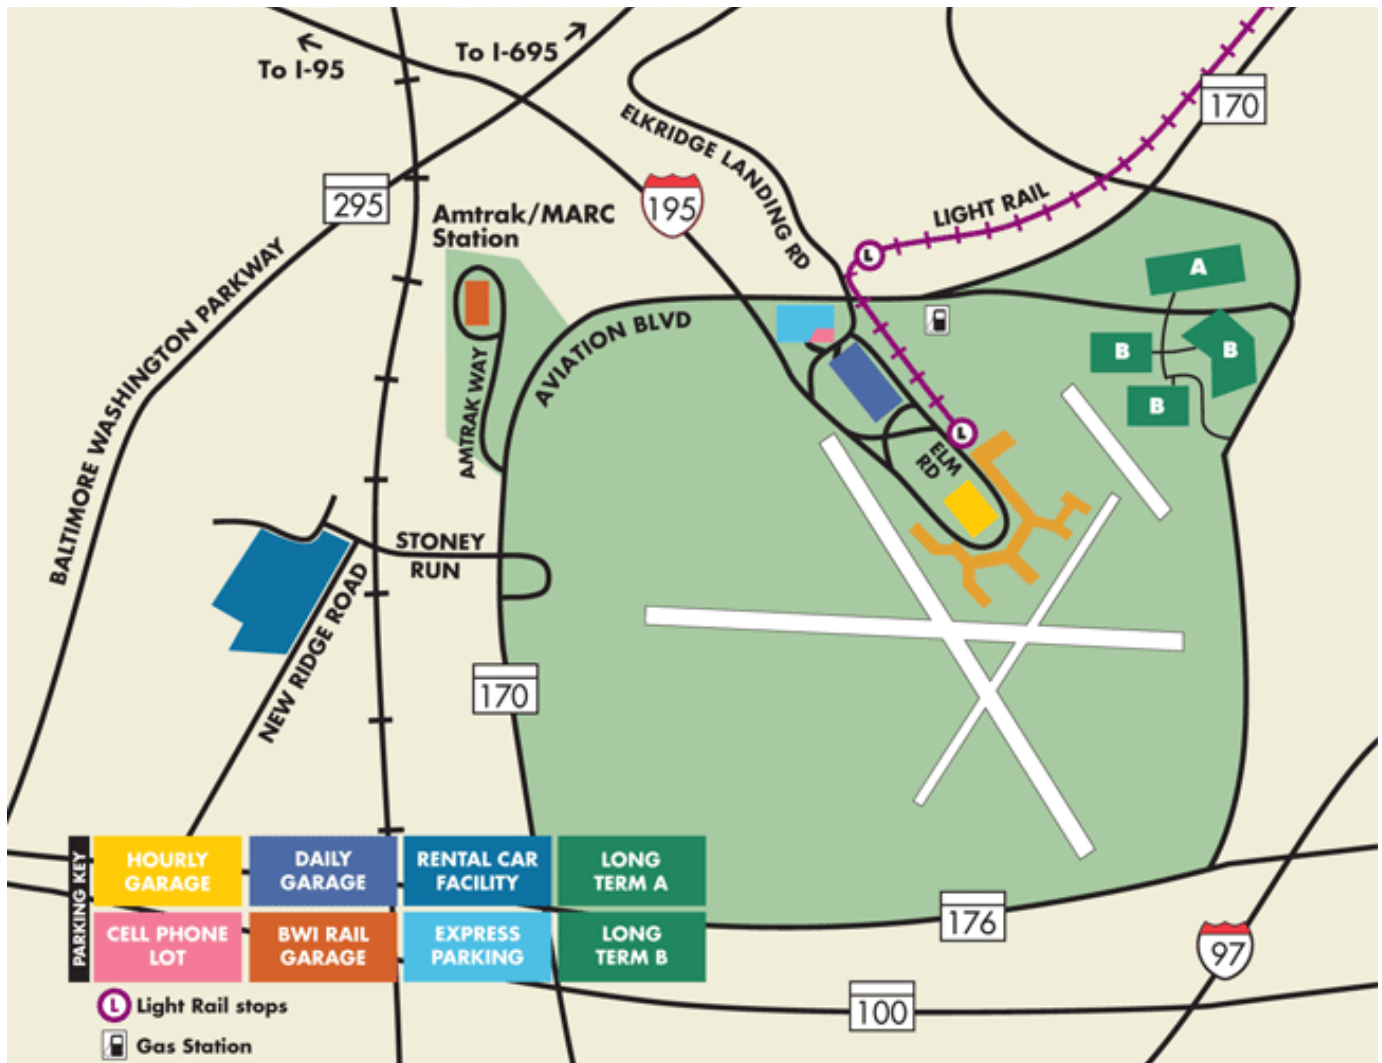 To I-95
To I-695
170
ELKRIDGE LANDING RD
295
195
Amtrak/MARC
Station
LIGHT RAIL
L
A
B
B
B
BALTIMORE WASHINGTON PARKWAY
AVIATION BLVD
AMTRAK WAY
L
ELM
RD
STONEY
RUN
NEW RIDGE ROAD
170
PARKING KEY
HOURLY
GARAGE
DAILY
GARAGE
RENTAL CAR
FACILITY
LONG
TERM A
CELL PHONE
LOT
BWI RAIL
GARAGE
EXPRESS
PARKING
LONG
TERM B
176
97
100
L Light Rail stops
Gas Station